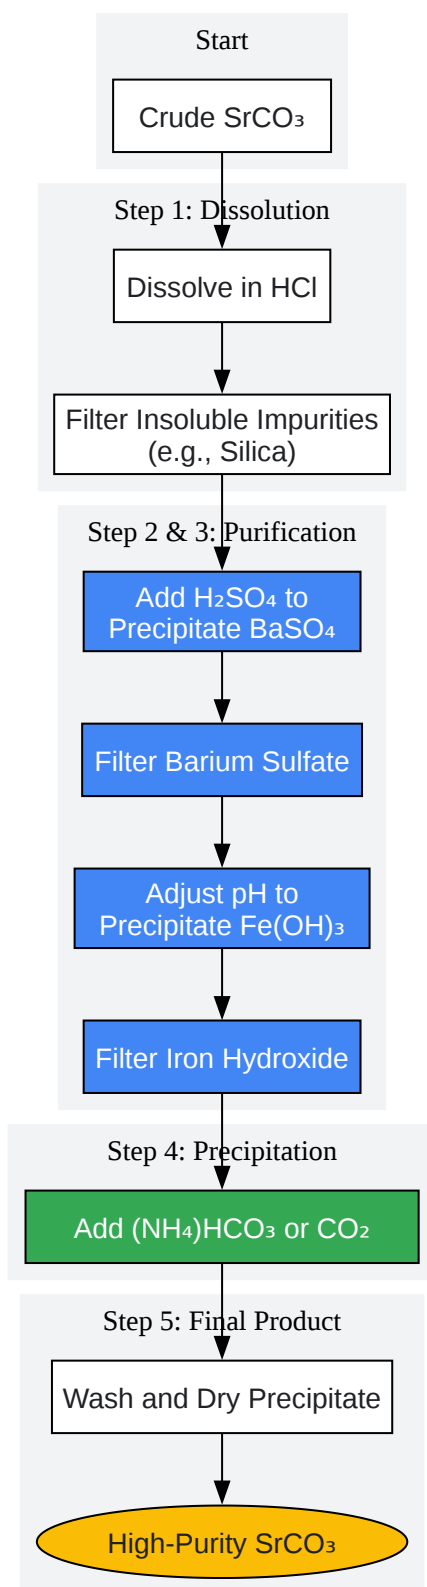 Start
Crude SrCO₃
Step 1: Dissolution
Dissolve in HCl
Filter Insoluble Impurities
(e.g., Silica)
Step 2 & 3: Purification
Add H₂SO₄ to
Precipitate BaSO₄
Filter Barium Sulfate
Adjust pH to
Precipitate Fe(OH)₃
Filter Iron Hydroxide
Step 4: Precipitation
Add (NH₄)HCO₃ or CO₂
Step 5: Final Product
Wash and Dry Precipitate
High-Purity SrCO₃